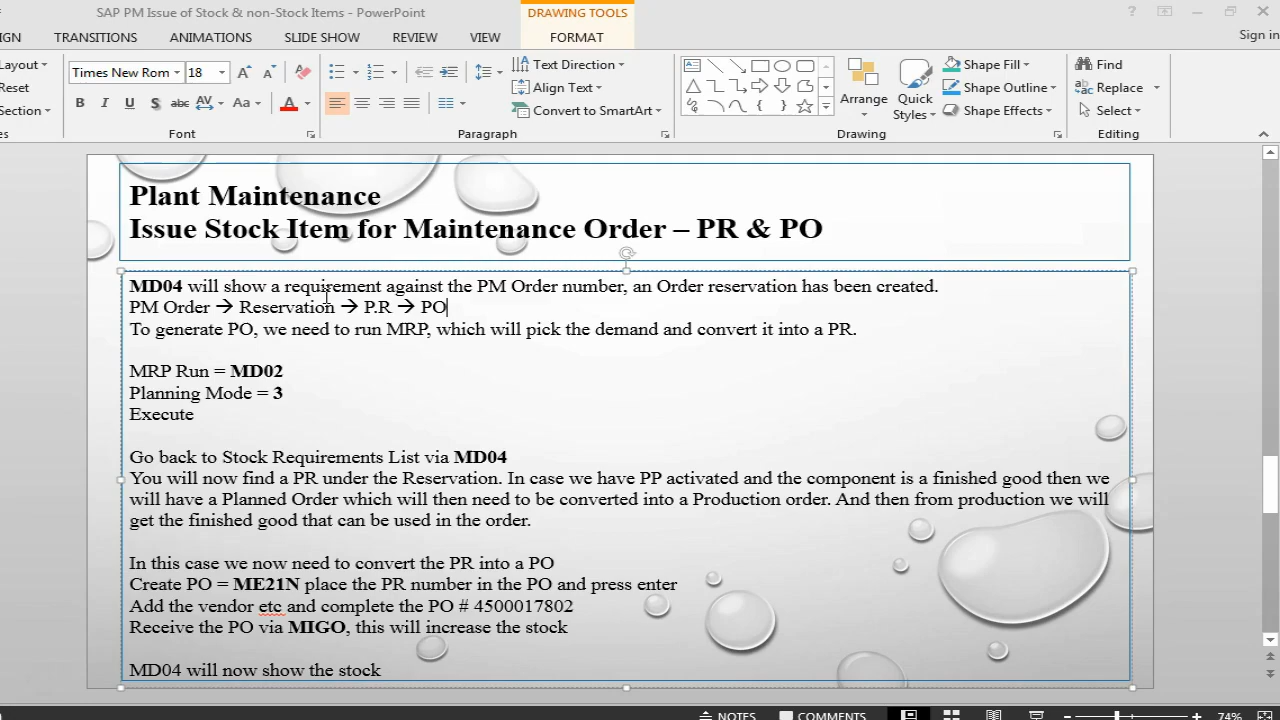 SAP PM Issue of Stock & non-Stock Items - PowerPoint
DRAWING TOOLS
IGN TRANSITIONS ANIMATIONS SLIDE SHOW REVIEW VIEW FORMAT Sign in
Layout
Reset
Section
Times New Rom 18
Font
Text Direction
Align Text
Convert to SmartArt
Paragraph
Arrange
Quick Styles
Shape Fill
Shape Outline
Shape Effects
Drawing
Find
Replace
Select
Editing
Plant Maintenance
Issue Stock Item for Maintenance Order – PR & PO
MD04 will show a requirement against the PM Order number, an Order reservation has been created.
PM Order → Reservation → P.R → PO
To generate PO, we need to run MRP, which will pick the demand and convert it into a PR.
MRP Run = MD02
Planning Mode = 3
Execute
Go back to Stock Requirements List via MD04
You will now find a PR under the Reservation. In case we have PP activated and the component is a finished good then we
will have a Planned Order which will then need to be converted into a Production order. And then from production we will
get the finished good that can be used in the order.
In this case we now need to convert the PR into a PO
Create PO = ME21N place the PR number in the PO and press enter
Add the vendor etc and complete the PO # 4500017802
Receive the PO via MIGO, this will increase the stock
MD04 will now show the stock
NOTES COMMENTS 74%